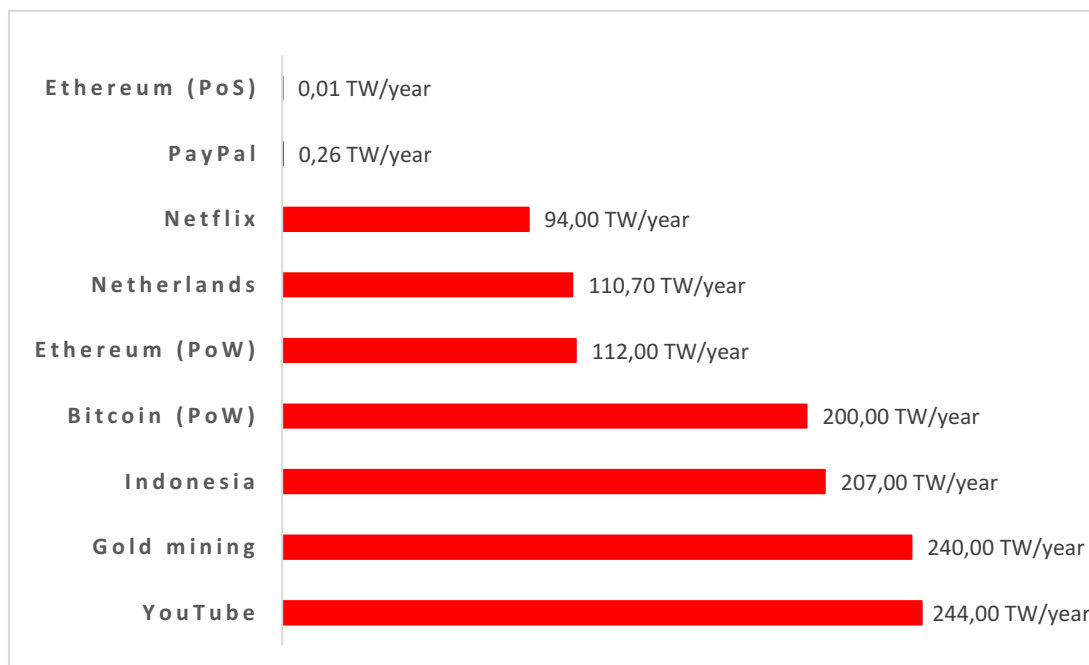 Ethereum (PoS) 0,01 TW/year
PayPal 0,26 TW/year
Netflix 94,00 TW/year
Netherlands 110,70 TW/year
Ethereum (PoW) 112,00 TW/year
Bitcoin (PoW) 200,00 TW/year
Indonesia 207,00 TW/year
Gold mining 240,00 TW/year
YouTube 244,00 TW/year